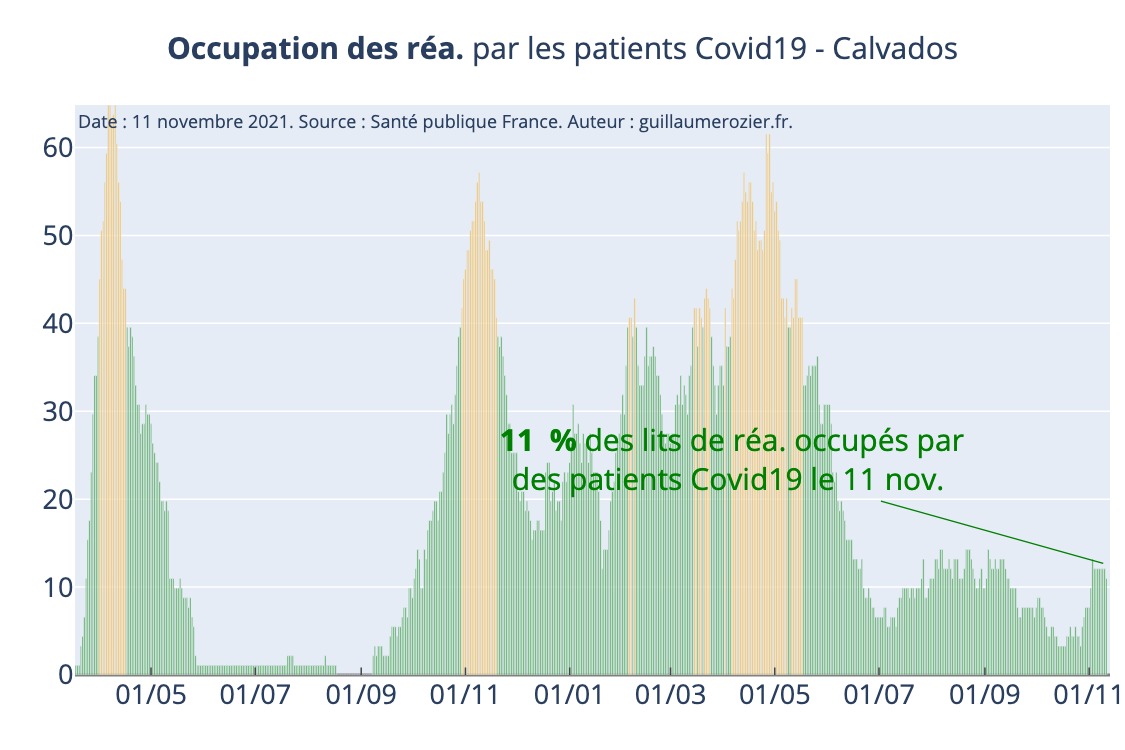 Occupation des réa. par les patients Covid19 - Calvados
Date : 11 novembre 2021. Source : Santé publique France. Auteur : guillaumerozier.fr.
60
50
40
30
20
10
0
11 % des lits de réa. occupés par
des patients Covid19 le 11 nov.
01/05 01/07 01/09 01/11 01/01 01/03 01/05 01/07 01/09 01/11